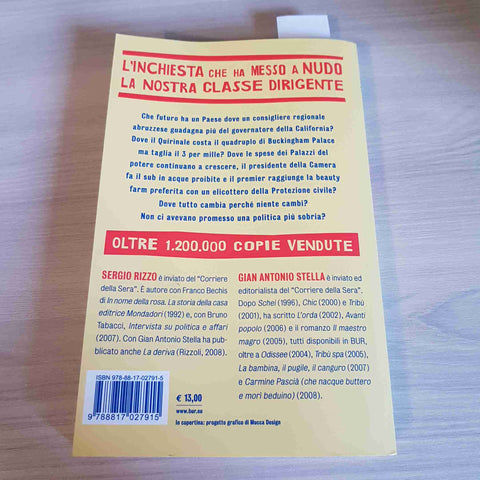 L'INCHIESTA CHE HA MESSO A NUDO
LA NOSTRA CLASSE DIRIGENTE
Che futuro ha un Paese dove un consigliere regionale
abruzzese guadagna più del governatore della California?
Dove il Quirinale costa il quadruplo di Buckingham Palace
ma taglia il 3 per mille? Dove le spese dei Palazzi del
potere continuano a crescere, il presidente della Camera
fa il sub in acque proibite e il premier raggiunge la beauty
farm preferita con un elicottero della Protezione civile?
Dove tutto cambia perché niente cambi?
Non ci avevano promesso una politica più sobria?
OLTRE 1.200.000 COPIE VENDUTE
SERGIO RIZZO è inviato del "Corriere
della Sera". È autore con Franco Bechis
di In nome della rosa. La storia della casa
editrice Mondadori (1992) e, con Bruno
Tabacci, Intervista su politica e affari
(2007). Con Gian Antonio Stella ha pub-
blicato anche La deriva (Rizzoli, 2008).
GIAN ANTONIO STELLA è inviato ed
editorialista del "Corriere della Sera".
Dopo Schei (1996), Chic (2000) e Tribù
(2001), ha scritto L'orda (2002), Avanti
popolo (2006) e il romanzo Il maestro
magro (2005), tutti disponibili in BUR,
oltre a Odissee (2004), Tribù spa (2005),
La bambina, il pugile, il canguro (2007)
e Carmine Pascià (che nacque buttero
e morì beduino) (2008).
ISBN 978-88-17-02791-5
9 788817 027915
€ 13,00
www.bur.eu
In copertina: progetto grafico di Mucca Design